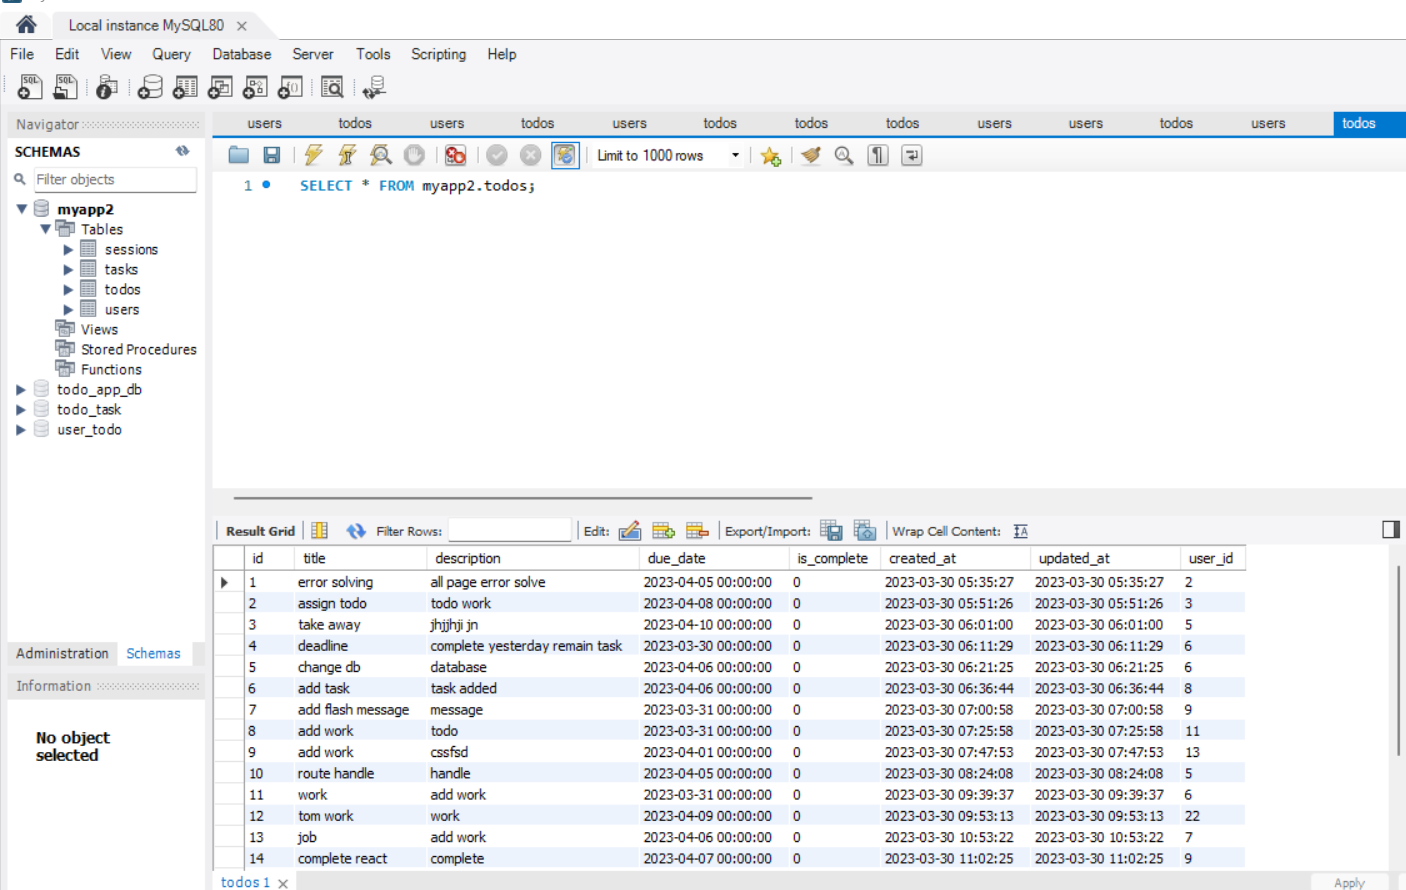 Local instance MySQL80
File Edit View Query Database Server Tools Scripting Help
Navigator
SCHEMAS
Filter objects
myapp2
Tables
sessions
tasks
todos
users
Views
Stored Procedures
Functions
todo_app_db
todo_task
user_todo
Administration Schemas
Information
No object
selected
users todos users todos users todos todos todos users users todos users todos
Limit to 1000 rows
1 SELECT * FROM myapp2.todos;
Result Grid Filter Rows: Edit: Export/Import: Wrap Cell Content:
id title description due_date is_complete created_at updated_at user_id
1 error solving all page error solve 2023-04-05 00:00:00 0 2023-03-30 05:35:27 2023-03-30 05:35:27 2
2 assign todo todo work 2023-04-08 00:00:00 0 2023-03-30 05:51:26 2023-03-30 05:51:26 3
3 take away jhjjhji jn 2023-04-10 00:00:00 0 2023-03-30 06:01:00 2023-03-30 06:01:00 5
4 deadline complete yesterday remain task 2023-03-30 00:00:00 0 2023-03-30 06:11:29 2023-03-30 06:11:29 6
5 change db database 2023-04-06 00:00:00 0 2023-03-30 06:21:25 2023-03-30 06:21:25 6
6 add task task added 2023-04-06 00:00:00 0 2023-03-30 06:36:44 2023-03-30 06:36:44 8
7 add flash message message 2023-03-31 00:00:00 0 2023-03-30 07:00:58 2023-03-30 07:00:58 9
8 add work todo 2023-03-31 00:00:00 0 2023-03-30 07:25:58 2023-03-30 07:25:58 11
9 add work cssfsd 2023-04-01 00:00:00 0 2023-03-30 07:47:53 2023-03-30 07:47:53 13
10 route handle handle 2023-04-05 00:00:00 0 2023-03-30 08:24:08 2023-03-30 08:24:08 5
11 work add work 2023-03-31 00:00:00 0 2023-03-30 09:39:37 2023-03-30 09:39:37 6
12 tom work work 2023-04-09 00:00:00 0 2023-03-30 09:53:13 2023-03-30 09:53:13 22
13 job add work 2023-04-06 00:00:00 0 2023-03-30 10:53:22 2023-03-30 10:53:22 7
14 complete react complete 2023-04-07 00:00:00 0 2023-03-30 11:02:25 2023-03-30 11:02:25 9
todos 1
Apply